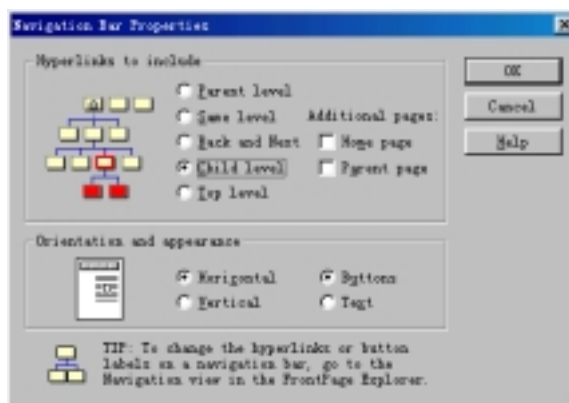 Navigation Bar Properties
Hyperlinks to include
Parent level
Same level
Additional pages:
Back and Next
Home page
Child level
Parent page
Top level
OK
Cancel
Help
Orientation and appearance
Horizontal
Buttons
Vertical
Text
TIP: To change the hyperlinks or button
labels on a navigation bar, go to the
Navigation view in the FrontPage Explorer.